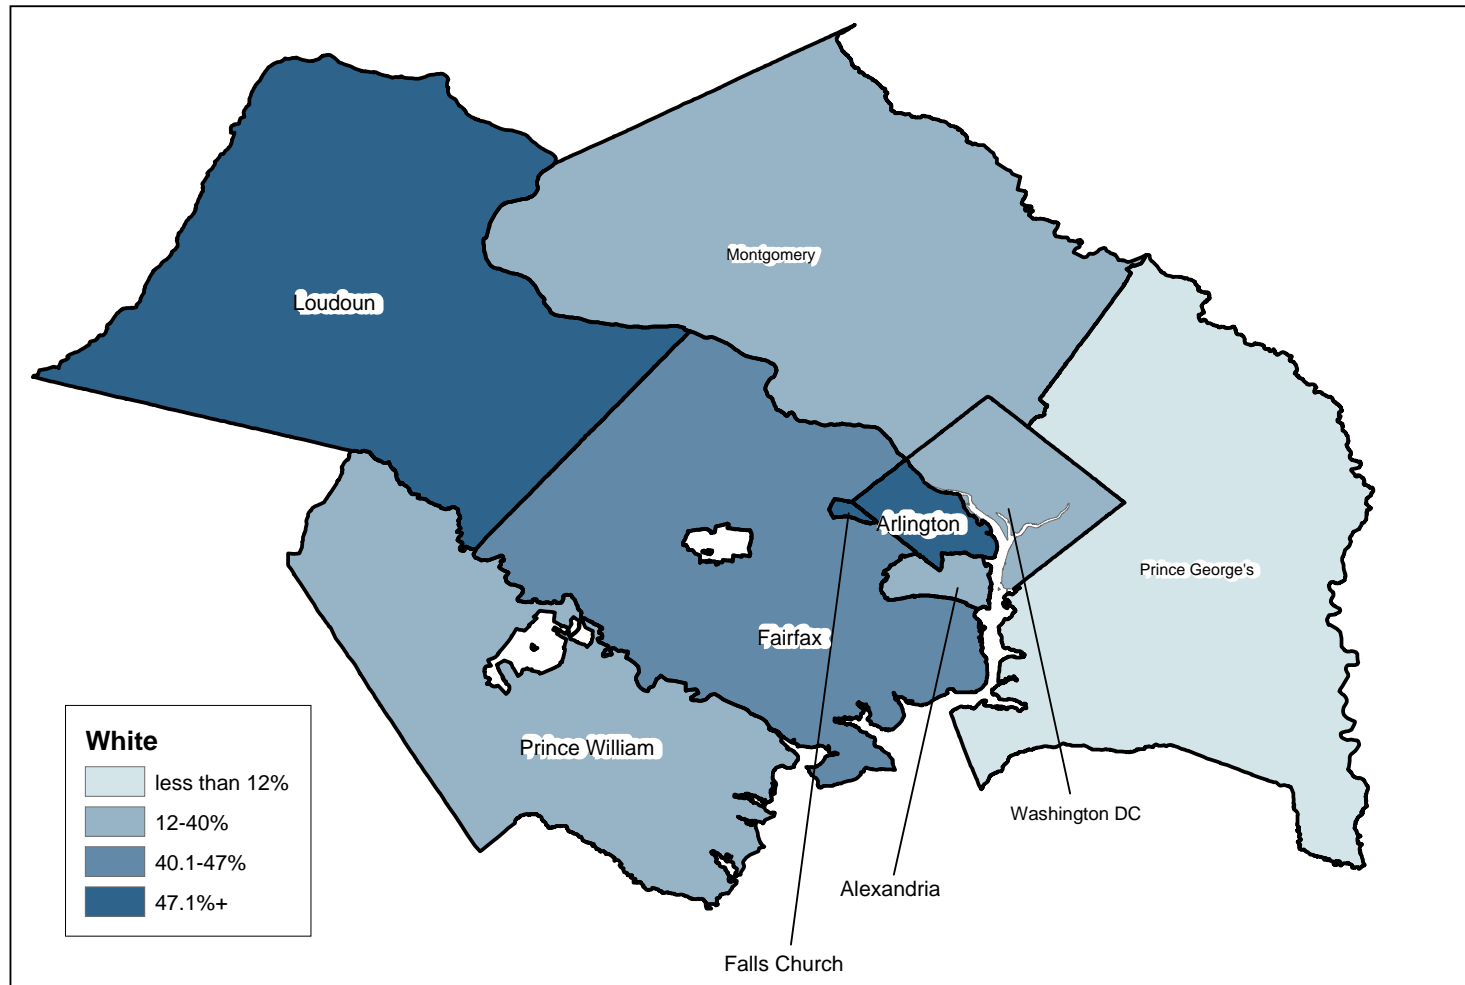 Montgomery
Loudoun
Arlington
Prince George's
Fairfax
Prince William
White
less than 12%
12-40%
40.1-47%
47.1%+
Washington DC
Alexandria
Falls Church